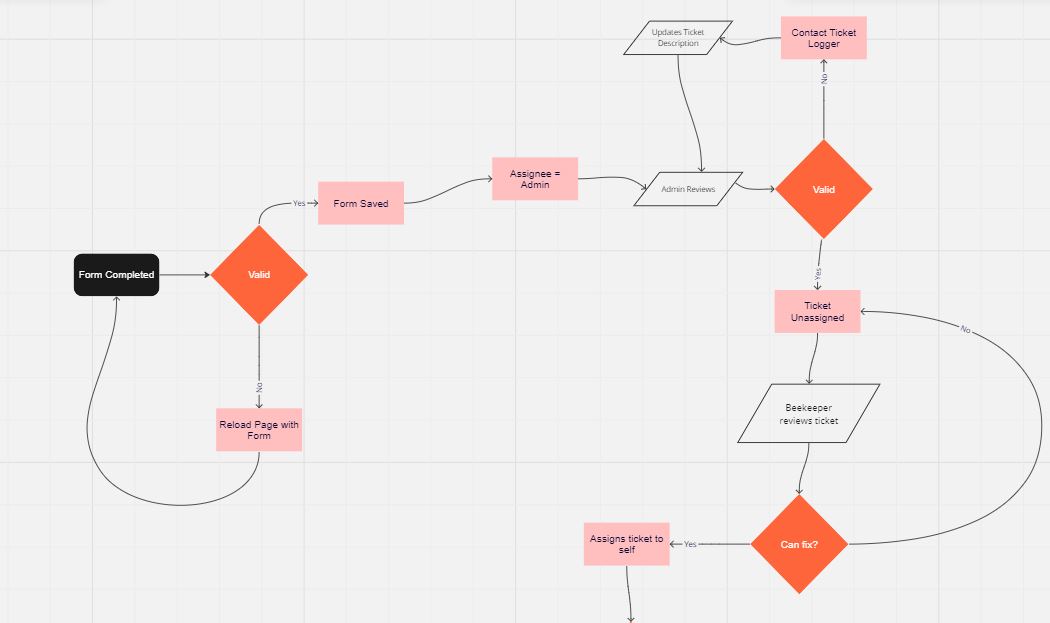 Updates Ticket
Description
Contact Ticket
Logger
No
Assignee =
Admin
Admin Reviews
Valid
Yes
Form Saved
Form Completed
Valid
Yes
Ticket
Unassigned
No
No
Reload Page with
Form
Beekeeper
reviews ticket
Assigns ticket to
self
Yes
Can fix?